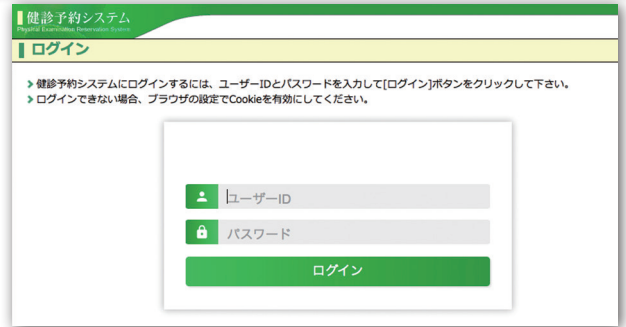 健診予約システム
Physical Examination Reservation System
ログイン
健診予約システムにログインするには、ユーザーIDとパスワードを入力して[ログイン]ボタンをクリックして下さい。
ログインできない場合、ブラウザの設定でCookieを有効にしてください。
ユーザーID
パスワード
ログイン